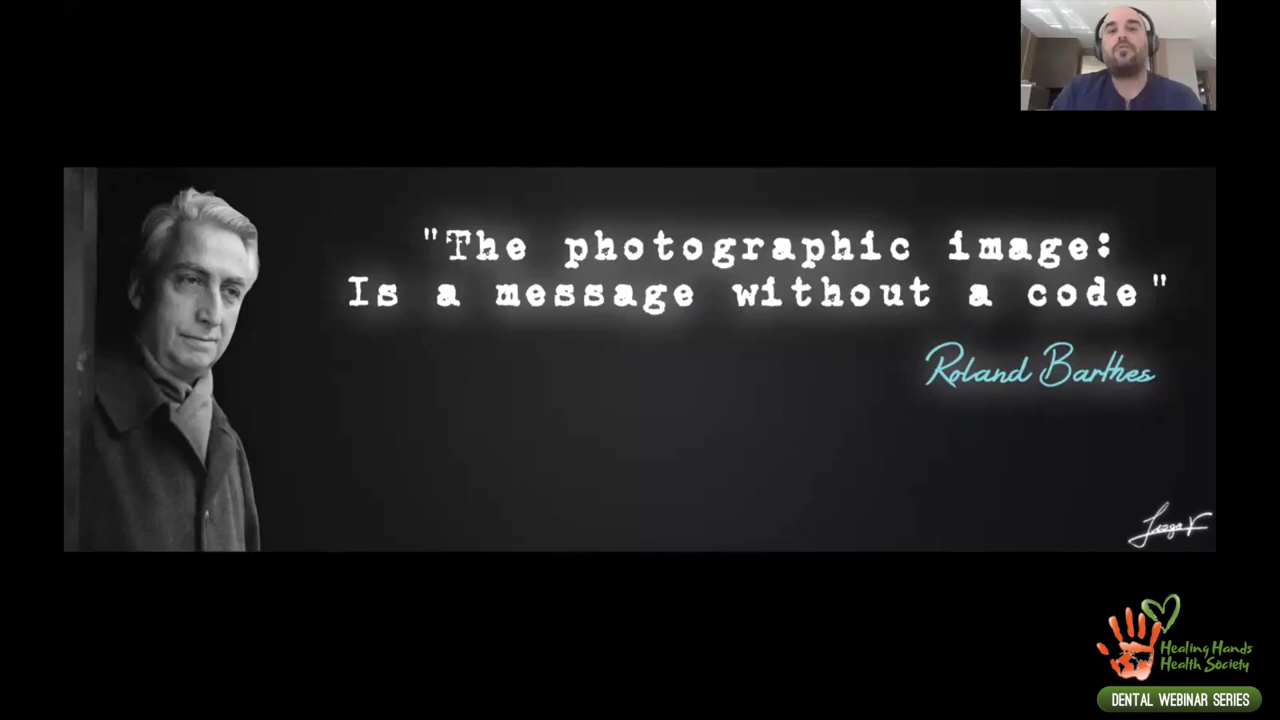 "The photographic image:
Is a message without a code"
Roland Barthes
Healing Hands
Health Society
DENTAL WEBINAR SERIES